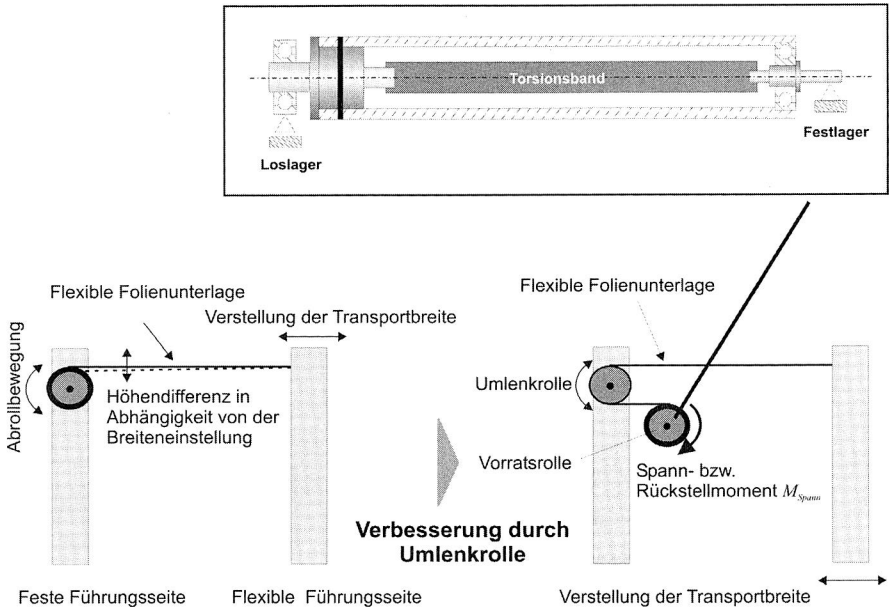 Torsionsband
Festlager
Loslager
Flexible Folienunterlage
Verstellung der Transportbreite
Abrollbewegung
Höhendifferenz in
Abhängigkeit von der
Breiteneinstellung
Feste Führungsseite
Flexible Führungsseite
Verbesserung durch
Umlenkrolle
Flexible Folienunterlage
Umlenkrolle
Vorratsrolle
Spann- bzw.
Rückstellmoment M_Spann
Verstellung der Transportbreite